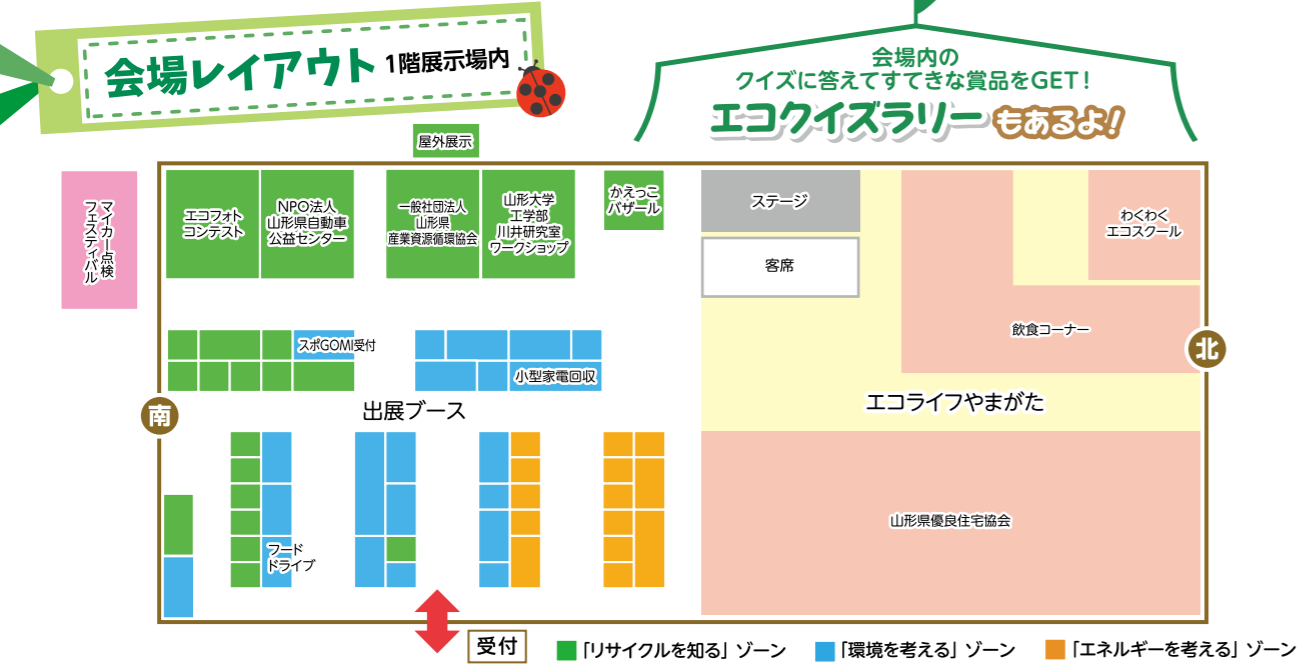 会場レイアウト 1階展示場内
会場内の
クイズに答えてすてきな賞品をGET！
エコクイズラリー もあるよ！
屋外展示
マイカー点検
フェスティバル
エコフォト
コンテスト
NPO法人
山形県自動車
公益センター
一般社団法人
山形県
産業資源循環協会
山形大学
工学部
川井研究室
ワークショップ
かえっこ
バザール
ステージ
客席
わくわく
エコスクール
飲食コーナー
北
スポGOMI受付
小型家電回収
エコライフやまがた
南
出展ブース
山形県優良住宅協会
フード
ドライブ
受付
「リサイクルを知る」ゾーン
「環境を考える」ゾーン
「エネルギーを考える」ゾーン